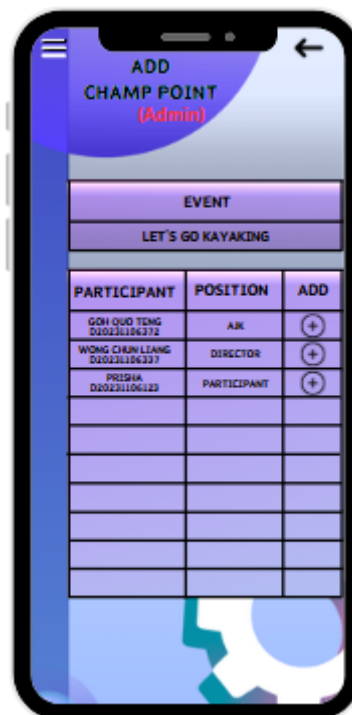 ADD
CHAMP POINT
(Admin)
EVENT
LET'S GO KAYAKING
PARTICIPANT POSITION ADD
GOH QUO TENG
D20231106372 AJK
WONG CHUN LIANG
D20231106337 DIRECTOR
PRISHA
D20231106123 PARTICIPANT